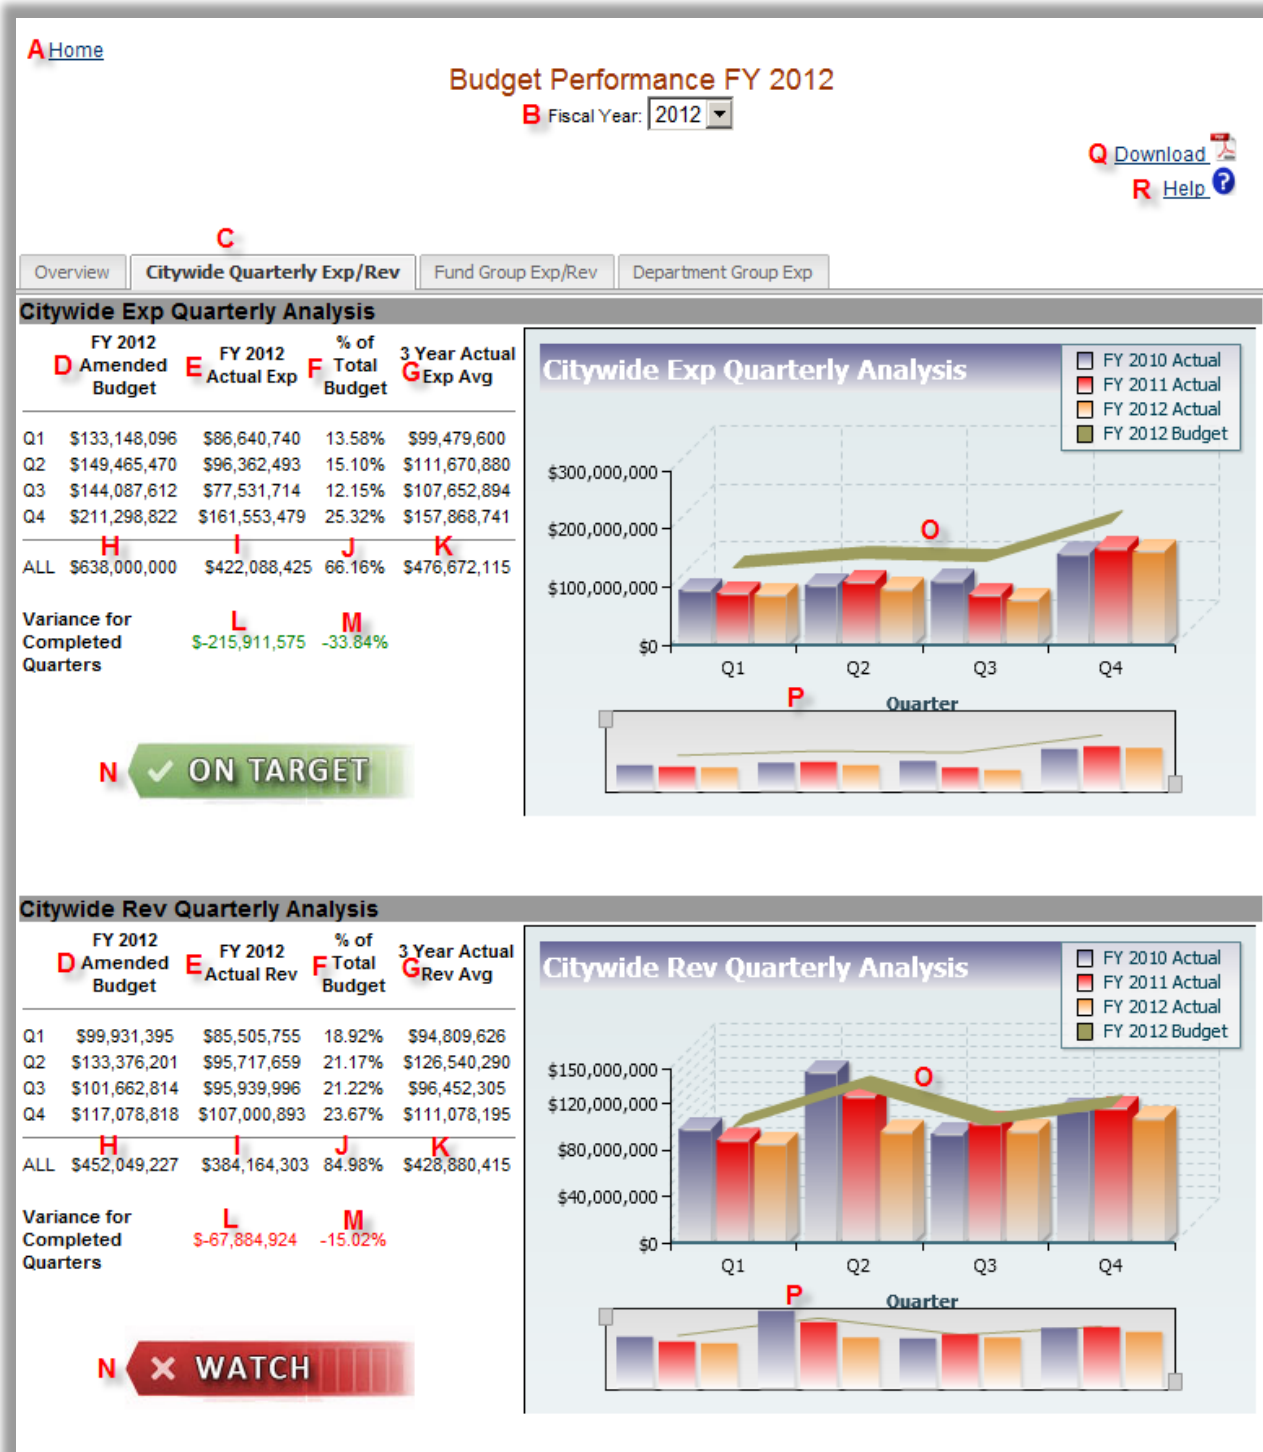 A Home
Budget Performance FY 2012
B Fiscal Year: 2012
Q Download
R Help ?
C
Overview Citywide Quarterly Exp/Rev Fund Group Exp/Rev Department Group Exp
Citywide Exp Quarterly Analysis
D FY 2012 Amended Budget E FY 2012 Actual Exp F % of Total Budget G 3 Year Actual Exp Avg
Q1 $133,148,096 $86,640,740 13.58% $99,479,600
Q2 $149,465,470 $96,362,493 15.10% $111,670,880
Q3 $144,087,612 $77,531,714 12.15% $107,652,894
Q4 $211,298,822 $161,553,479 25.32% $157,868,741
H I J K
ALL $638,000,000 $422,088,425 66.16% $476,672,115
Variance for
Completed
Quarters
L M
$-215,911,575 -33.84%
N ON TARGET
Citywide Exp Quarterly Analysis
FY 2010 Actual
FY 2011 Actual
FY 2012 Actual
FY 2012 Budget
$300,000,000
$200,000,000
$100,000,000
$0
O
Q1 Q2 Q3 Q4
P
Quarter
Citywide Rev Quarterly Analysis
D FY 2012 Amended Budget E FY 2012 Actual Rev F % of Total Budget G 3 Year Actual Rev Avg
Q1 $99,931,395 $85,505,755 18.92% $94,809,626
Q2 $133,376,201 $95,717,659 21.17% $126,540,290
Q3 $101,662,814 $95,939,996 21.22% $96,452,305
Q4 $117,078,818 $107,000,893 23.67% $111,078,195
H I J K
ALL $452,049,227 $384,164,303 84.98% $428,880,415
Variance for
Completed
Quarters
L M
$-67,884,924 -15.02%
N WATCH
Citywide Rev Quarterly Analysis
FY 2010 Actual
FY 2011 Actual
FY 2012 Actual
FY 2012 Budget
$150,000,000
$120,000,000
$80,000,000
$40,000,000
$0
O
Q1 Q2 Q3 Q4
P
Quarter